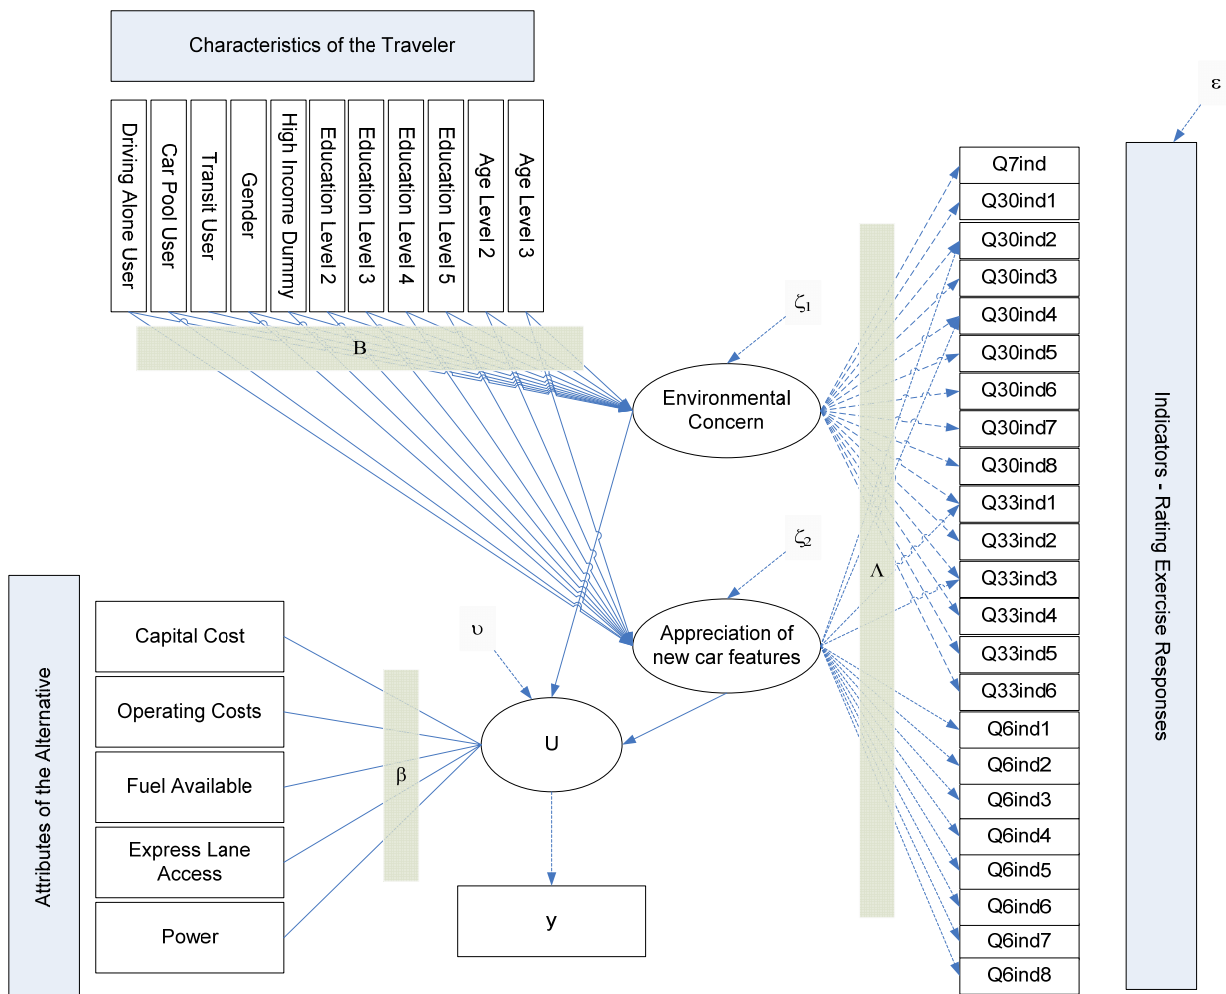 Characteristics of the Traveler
ε
Driving Alone User
Car Pool User
Transit User
Gender
High Income Dummy
Education Level 2
Education Level 3
Education Level 4
Education Level 5
Age Level 2
Age Level 3
Β
ζ1
Environmental
Concern
ζ2
Appreciation of
new car features
Λ
Q7ind
Q30ind1
Q30ind2
Q30ind3
Q30ind4
Q30ind5
Q30ind6
Q30ind7
Q30ind8
Q33ind1
Q33ind2
Q33ind3
Q33ind4
Q33ind5
Q33ind6
Q6ind1
Q6ind2
Q6ind3
Q6ind4
Q6ind5
Q6ind6
Q6ind7
Q6ind8
Indicators - Rating Exercise Responses
Attributes of the Alternative
Capital Cost
Operating Costs
Fuel Available
Express Lane
Access
Power
β
υ
U
y